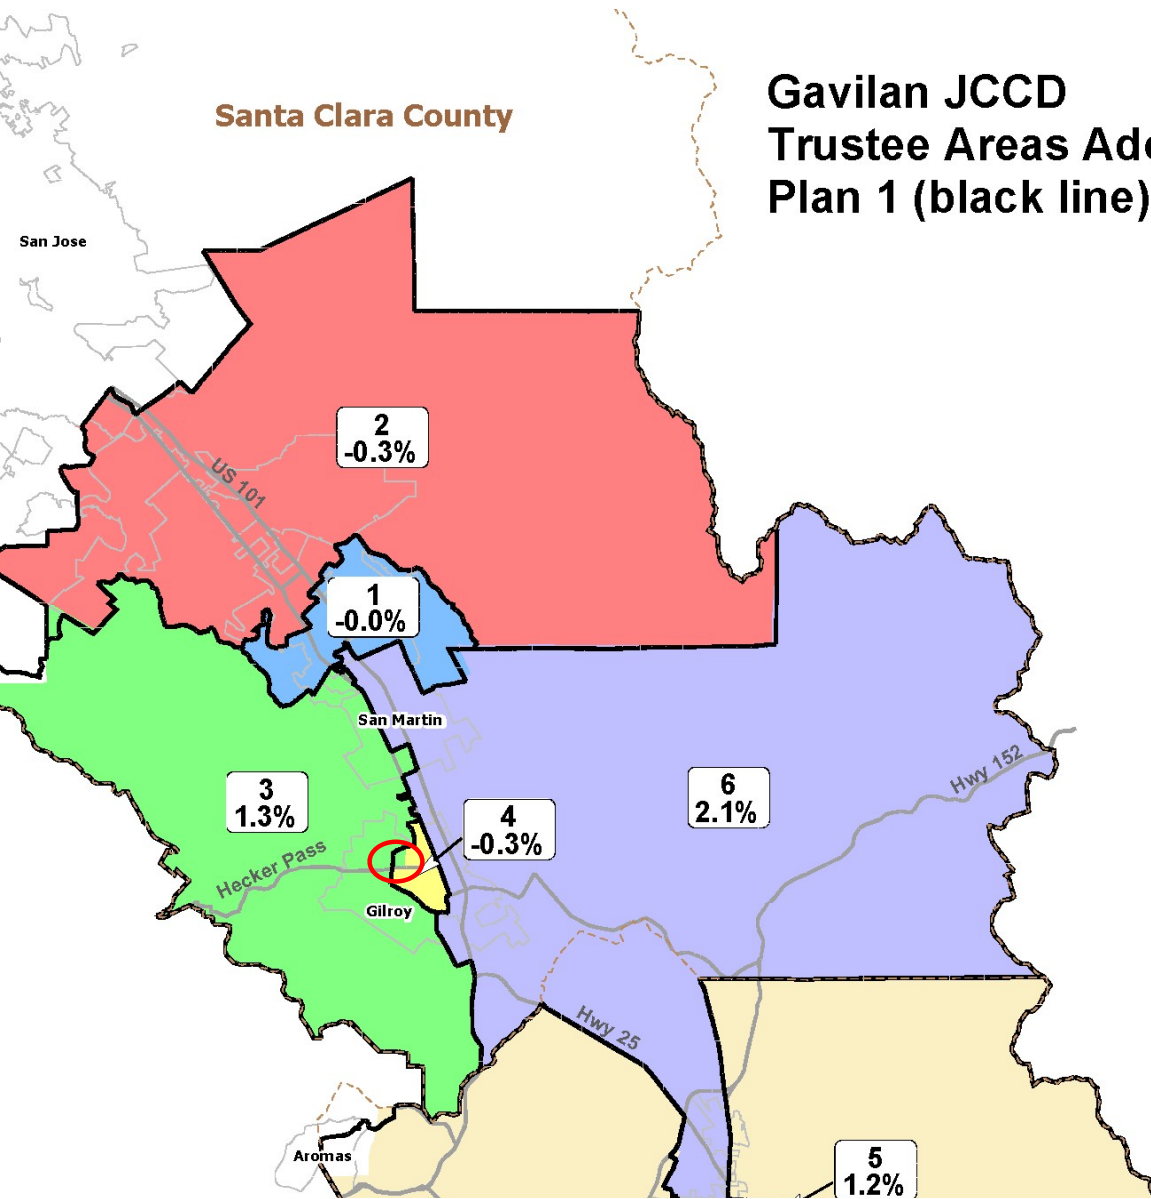 Gavilan JCCD
Trustee Areas Ad
Plan 1 (black line)
Santa Clara County
San Jose
2
-0.3%
US 101
1
-0.0%
San Martin
Hwy 152
6
2.1%
3
1.3%
4
-0.3%
Hecker Pass
Gilroy
Hwy 25
Aromas
5
1.2%